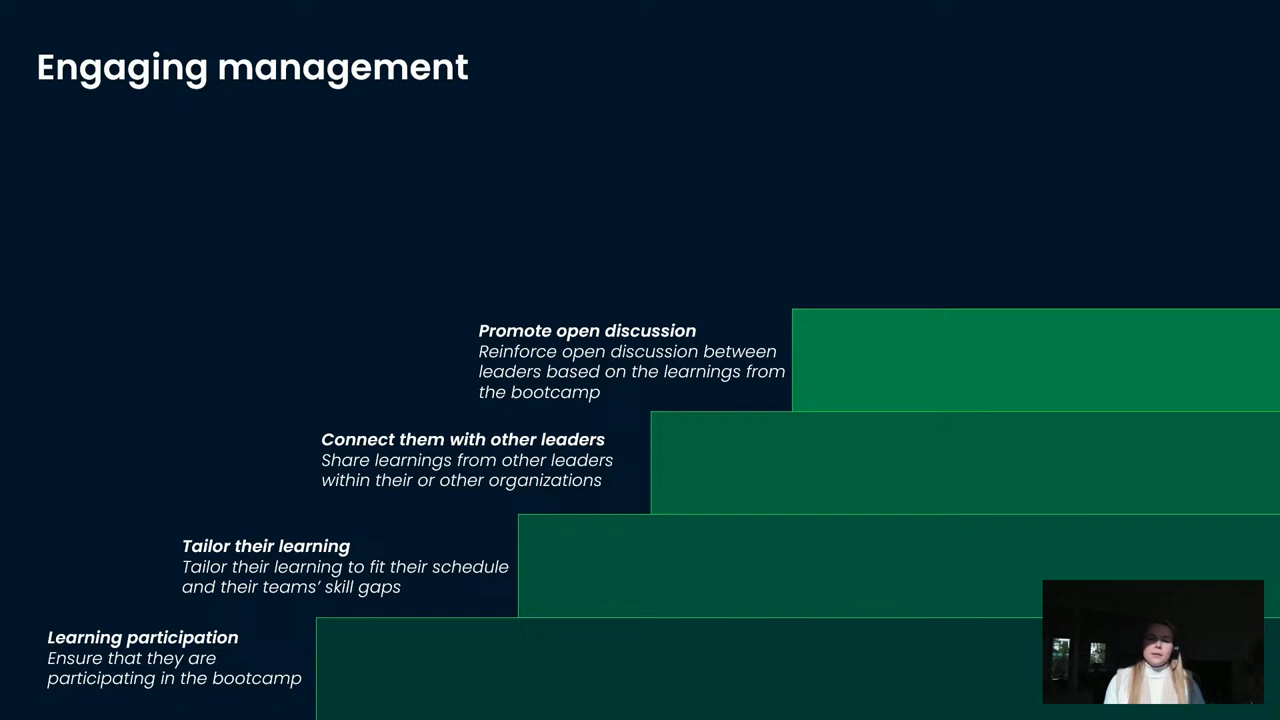 Engaging management
Promote open discussion
Reinforce open discussion between
leaders based on the learnings from
the bootcamp
Connect them with other leaders
Share learnings from other leaders
within their or other organizations
Tailor their learning
Tailor their learning to fit their schedule
and their teams’ skill gaps
Learning participation
Ensure that they are
participating in the bootcamp